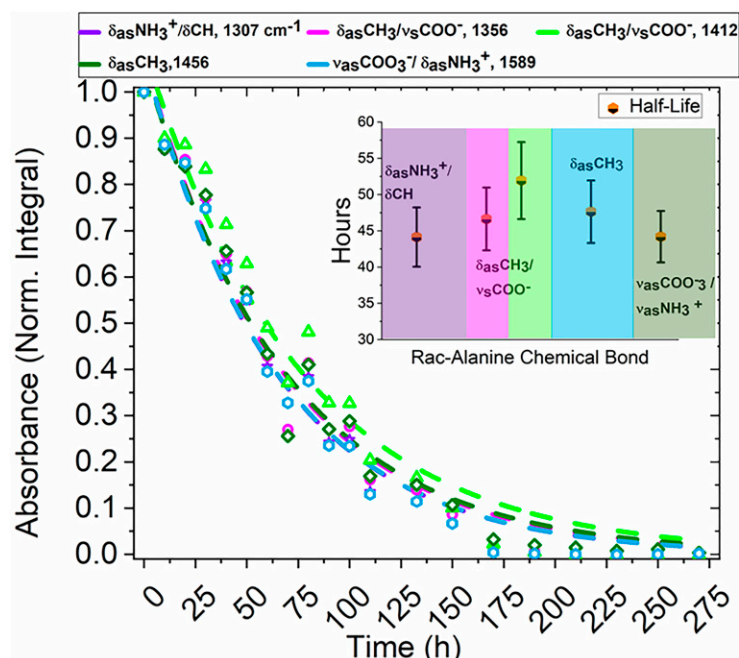 δasNH₃⁺/δCH, 1307 cm⁻¹ δasCH₃/νsCOO⁻, 1356 δasCH₃/νsCOO⁻, 1412
δasCH₃,1456 νasCOO₃⁻/ δasNH₃⁺, 1589
Absorbance (Norm. Integral)
1.0
0.9
0.8
0.7
0.6
0.5
0.4
0.3
0.2
0.1
0.0
0 25 50 75 100 125 150 175 200 225 250 275
Time (h)
Half-Life
Hours
60
55
50
45
40
35
30
δasNH₃⁺/
δCH
δasCH₃/
νsCOO⁻
δasCH₃
νasCOO⁻₃ /
νasNH₃⁺
Rac-Alanine Chemical Bond